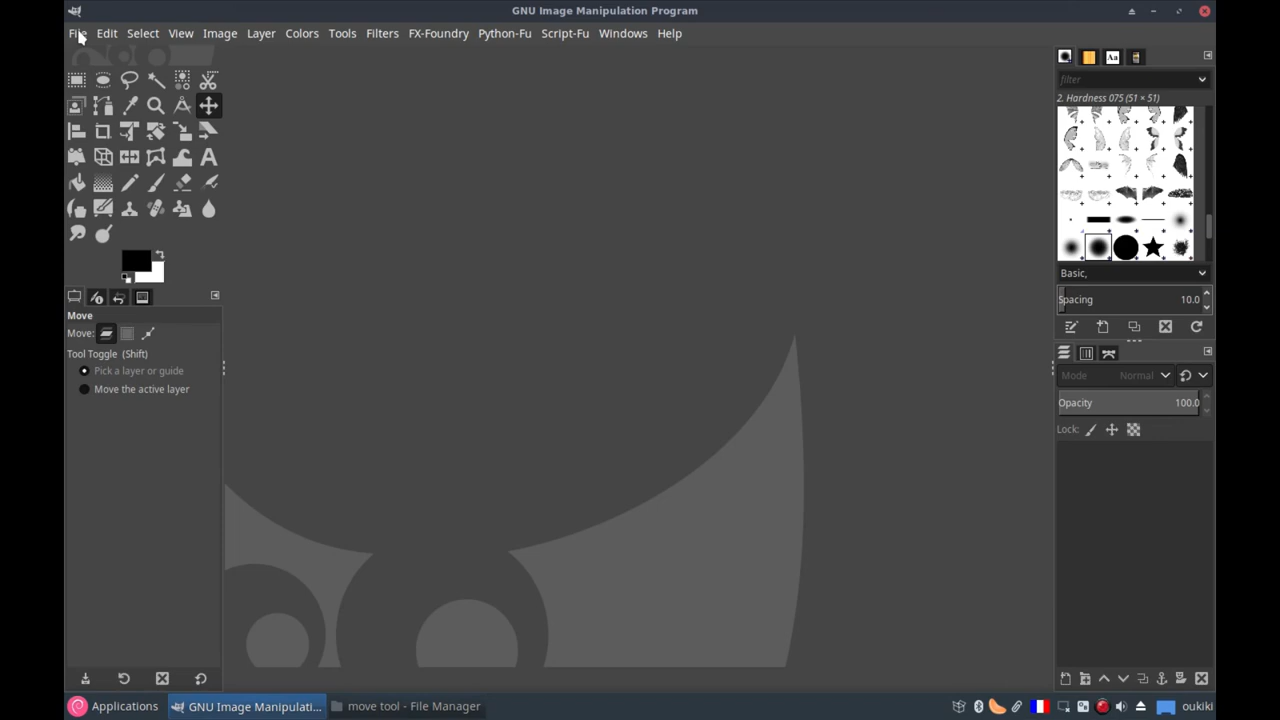 GNU Image Manipulation Program
File Edit Select View Image Layer Colors Tools Filters FX-Foundry Python-Fu Script-Fu Windows Help
Aa
filter
2. Hardness 075 (51 × 51)
A
Basic,
Spacing 10.0
Move
Move:
Tool Toggle (Shift)
Pick a layer or guide
Move the active layer
Mode Normal
Opacity 100.0
Lock:
Applications GNU Image Manipulati... move tool - File Manager oukiki